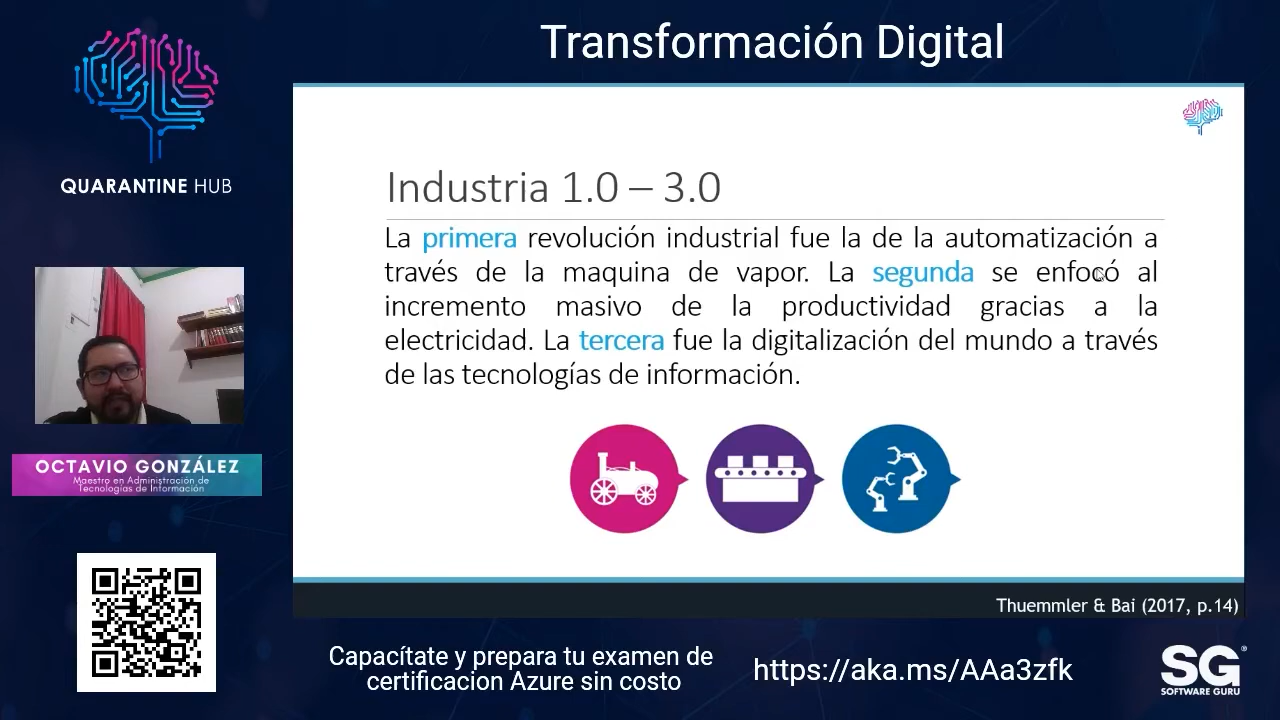 Transformación Digital
QUARANTINE HUB
Industria 1.0 – 3.0
La primera revolución industrial fue la de la automatización a
través de la maquina de vapor. La segunda se enfocó al
incremento masivo de la productividad gracias a la
electricidad. La tercera fue la digitalización del mundo a través
de las tecnologías de información.
OCTAVIO GONZÁLEZ
Maestro en Administración de
Tecnologías de Información
Thuemmler & Bai (2017, p.14)
Capacítate y prepara tu examen de
certificacion Azure sin costo
https://aka.ms/AAa3zfk
SG
SOFTWARE GURU